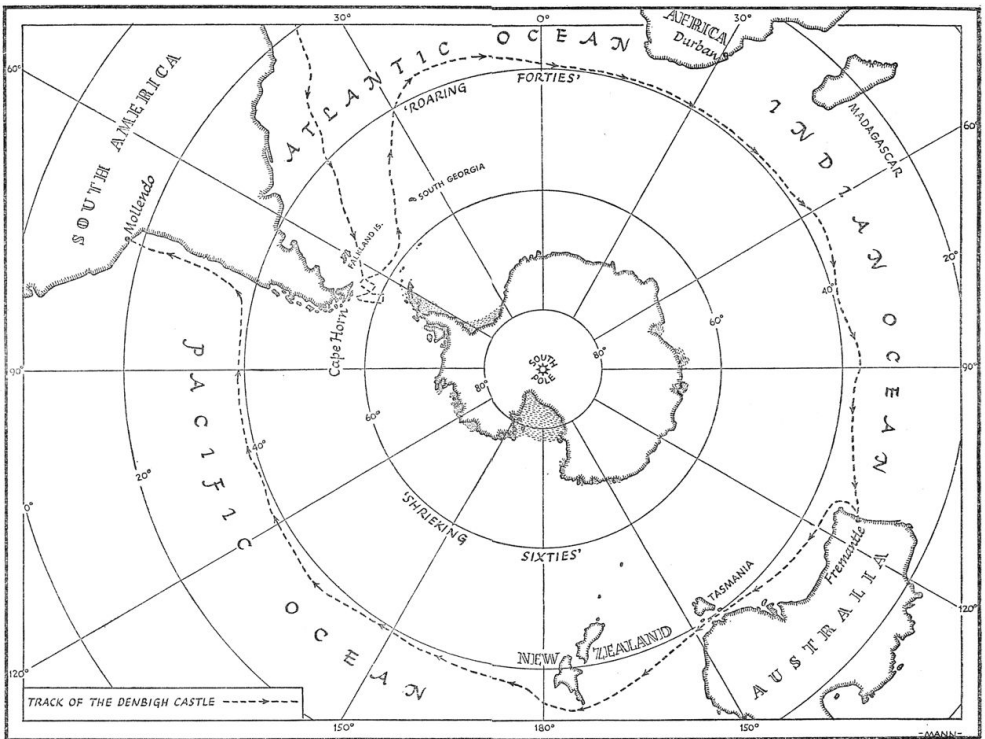 30°
0°
30°
60°
AFRICA
Durban
ATLANTIC OCEAN
SOUTH AMERICA
'ROARING
FORTIES'
MADAGASCAR
60°
INDIAN OCEAN
SOUTH GEORGIA
Mollendo
FALKLAND IS.
20°
40°
60°
Cape Horn
SOUTH
POLE
80°
80°
90°
90°
PACIFIC OCEAN
60°
40°
20°
0°
'SHRIEKING
SIXTIES'
Fremantle
TASMANIA
AUSTRALIA
120°
NEW ZEALAND
120°
TRACK OF THE DENBIGH CASTLE
150°
180°
150°
-MANN-